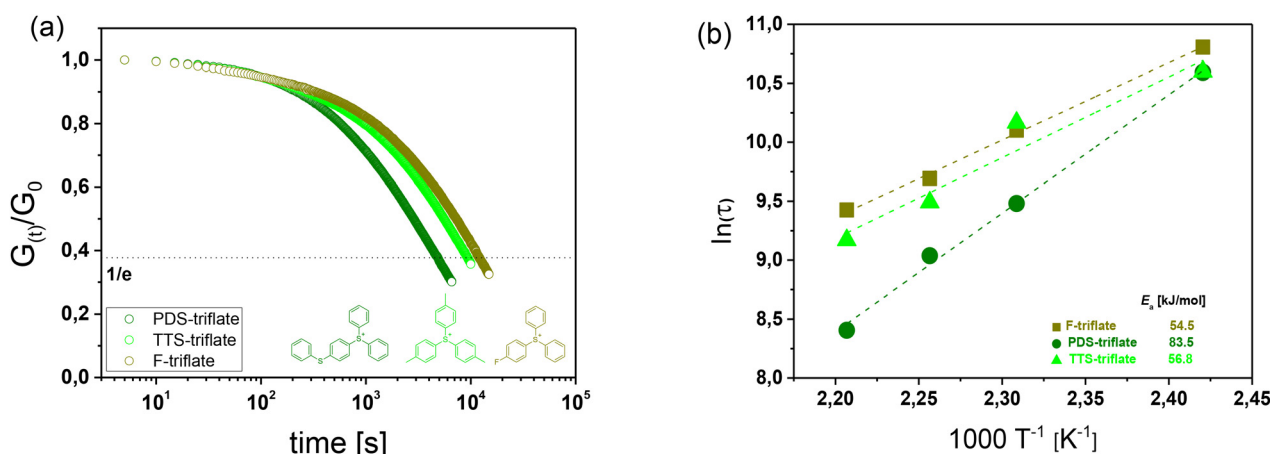 (a)
G(t)/G0
1,0
0,8
0,6
0,4
0,2
0,0
1/e
PDS-triflate
TTS-triflate
F-triflate
S+
S
S+
S+
F
10^1
10^2
10^3
10^4
10^5
time [s]
(b)
ln(τ)
11,0
10,5
10,0
9,5
9,0
8,5
8,0
Ea [kJ/mol]
F-triflate 54.5
PDS-triflate 83.5
TTS-triflate 56.8
2,20
2,25
2,30
2,35
2,40
2,45
1000 T-1 [K-1]